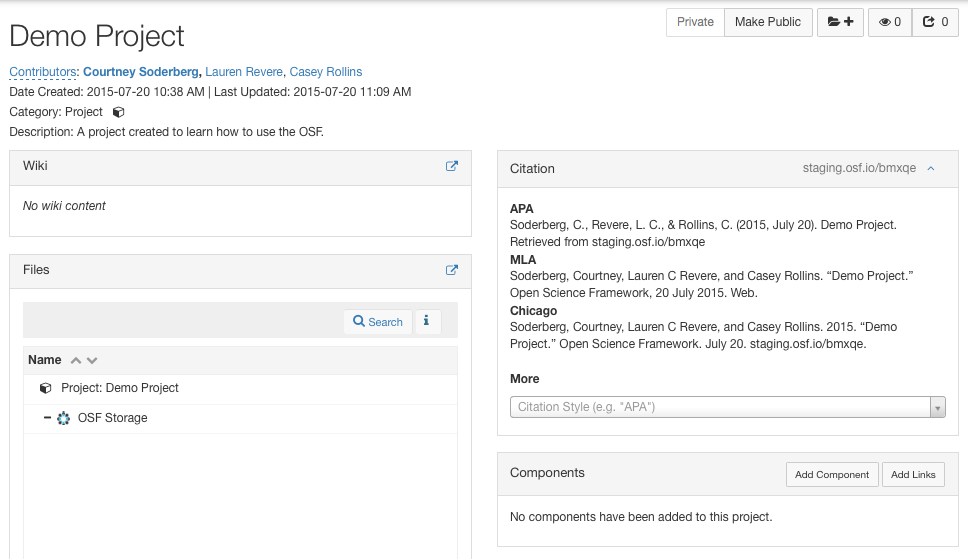 Demo Project
Private
Make Public
0
0
Contributors: Courtney Soderberg, Lauren Revere, Casey Rollins
Date Created: 2015-07-20 10:38 AM | Last Updated: 2015-07-20 11:09 AM
Category: Project
Description: A project created to learn how to use the OSF.
Wiki
No wiki content
Files
Search
i
Name
Project: Demo Project
OSF Storage
Citation
staging.osf.io/bmxqe
APA
Soderberg, C., Revere, L. C., & Rollins, C. (2015, July 20). Demo Project.
Retrieved from staging.osf.io/bmxqe
MLA
Soderberg, Courtney, Lauren C Revere, and Casey Rollins. “Demo Project.”
Open Science Framework, 20 July 2015. Web.
Chicago
Soderberg, Courtney, Lauren C Revere, and Casey Rollins. 2015. “Demo
Project.” Open Science Framework. July 20. staging.osf.io/bmxqe.
More
Citation Style (e.g. "APA")
Components
Add Component
Add Links
No components have been added to this project.